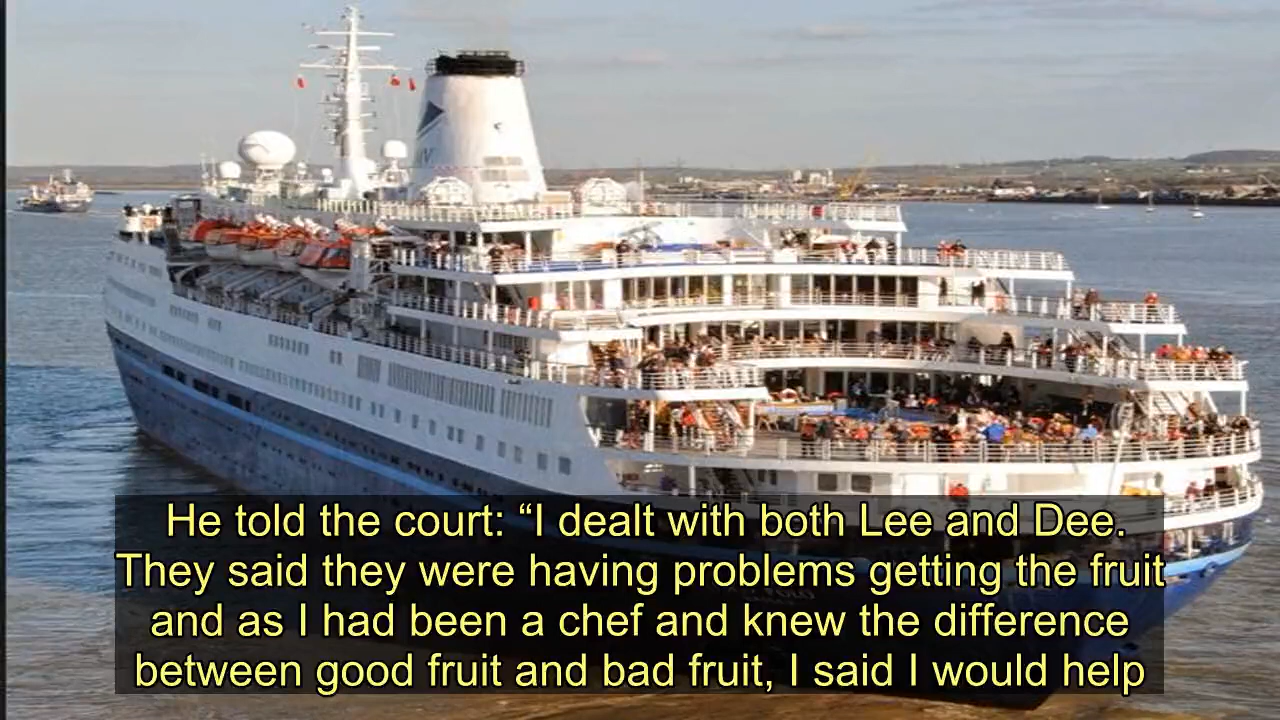 He told the court: “I dealt with both Lee and Dee.
They said they were having problems getting the fruit
and as I had been a chef and knew the difference
between good fruit and bad fruit, I said I would help